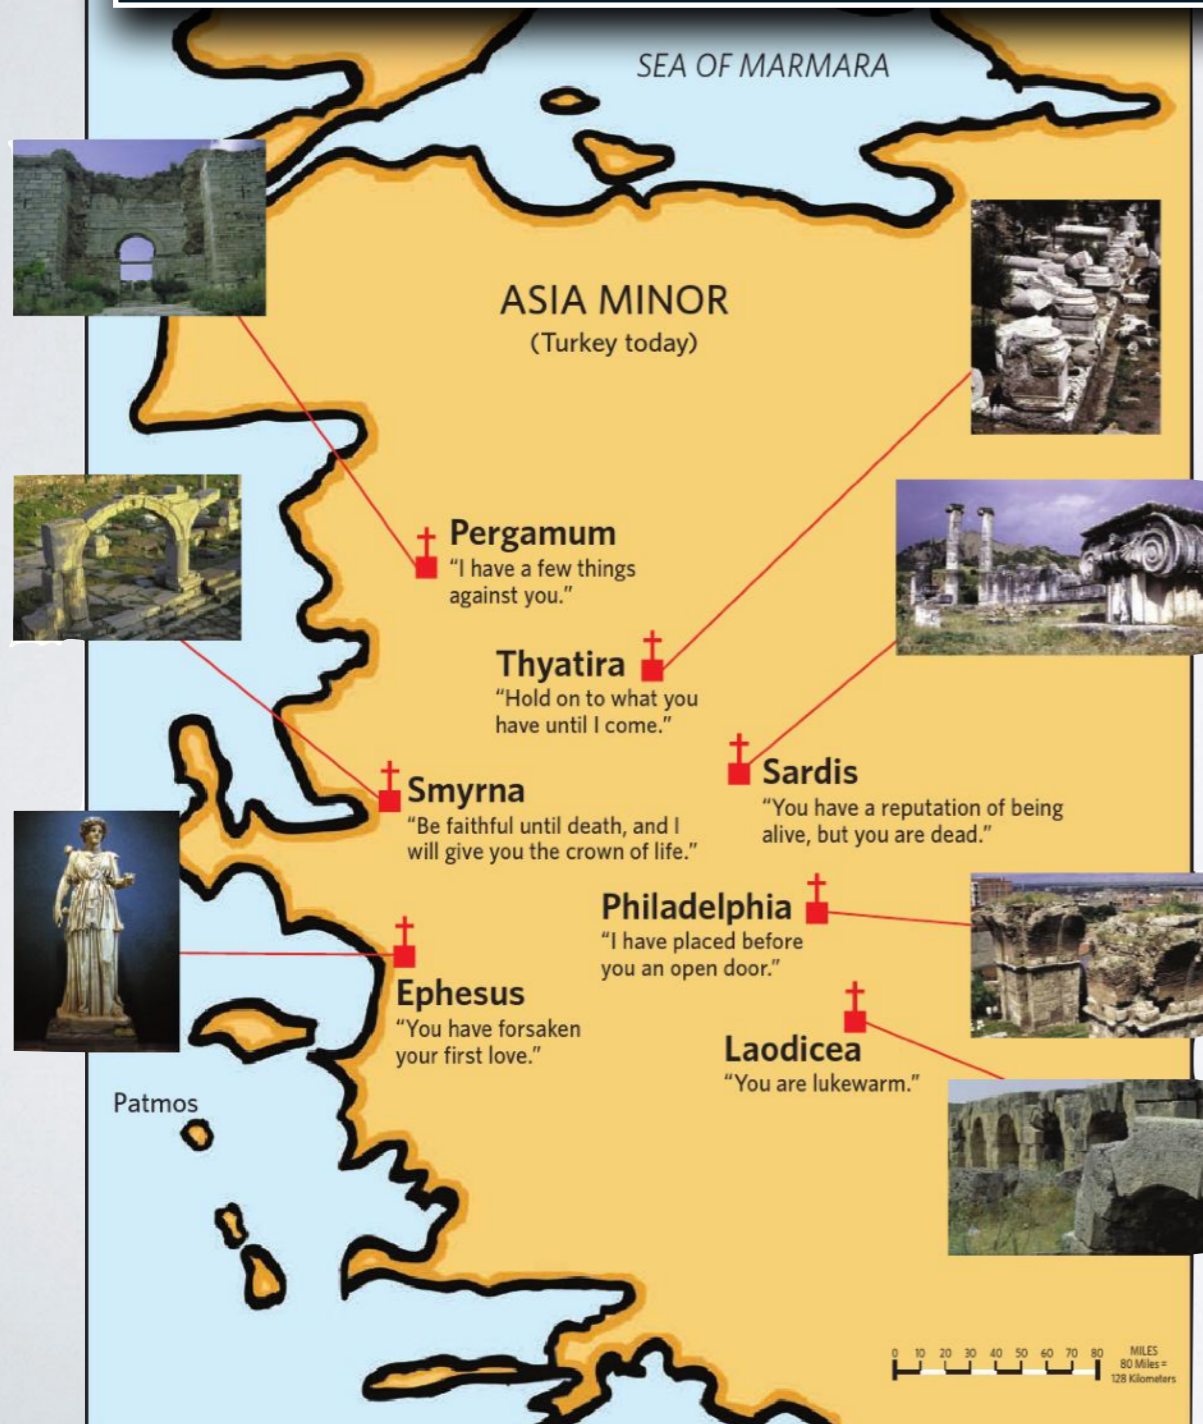 SEA OF MARMARA
ASIA MINOR
(Turkey today)
Pergamum
“I have a few things
against you.”
Thyatira
“Hold on to what you
have until I come.”
Sardis
“You have a reputation of being
alive, but you are dead.”
Smyrna
“Be faithful until death, and I
will give you the crown of life.”
Philadelphia
“I have placed before
you an open door.”
Ephesus
“You have forsaken
your first love.”
Laodicea
“You are lukewarm.”
Patmos
0 10 20 30 40 50 60 70 80
MILES
80 Miles =
128 Kilometers